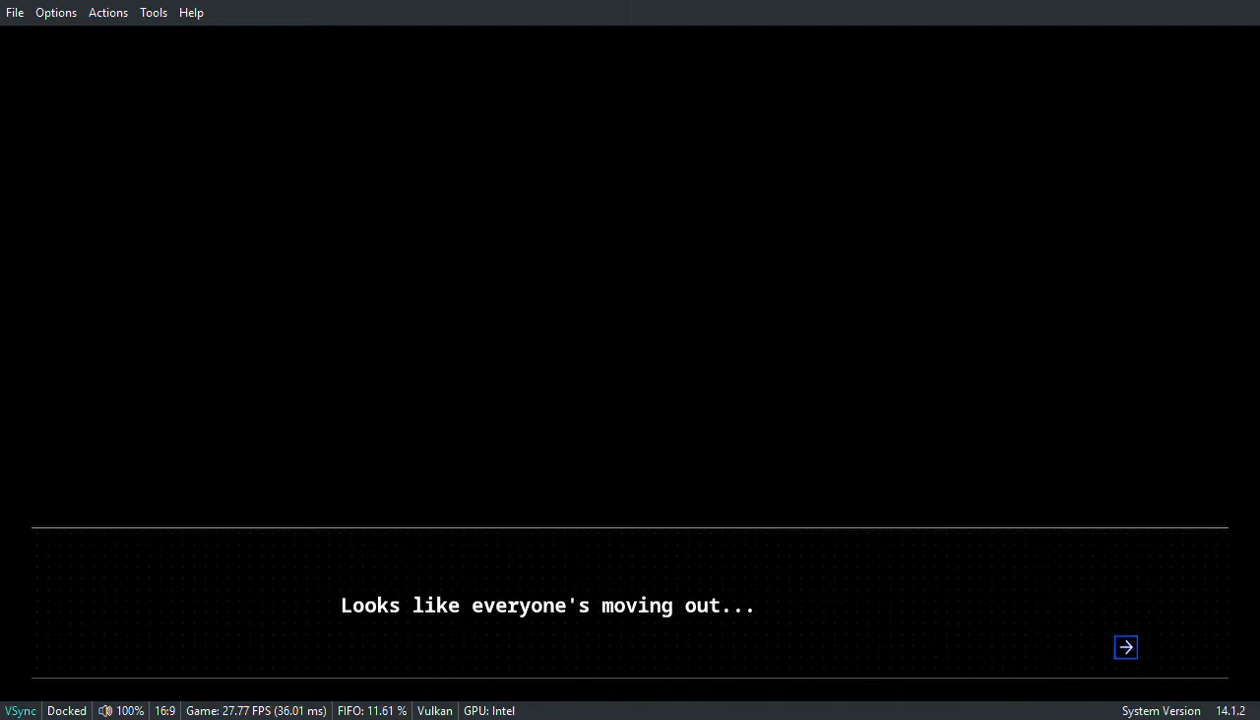 File Options Actions Tools Help
Looks like everyone's moving out...
VSync Docked 100% 16:9 Game: 27.77 FPS (36.01 ms) FIFO: 11.61 % Vulkan GPU: Intel System Version 14.1.2